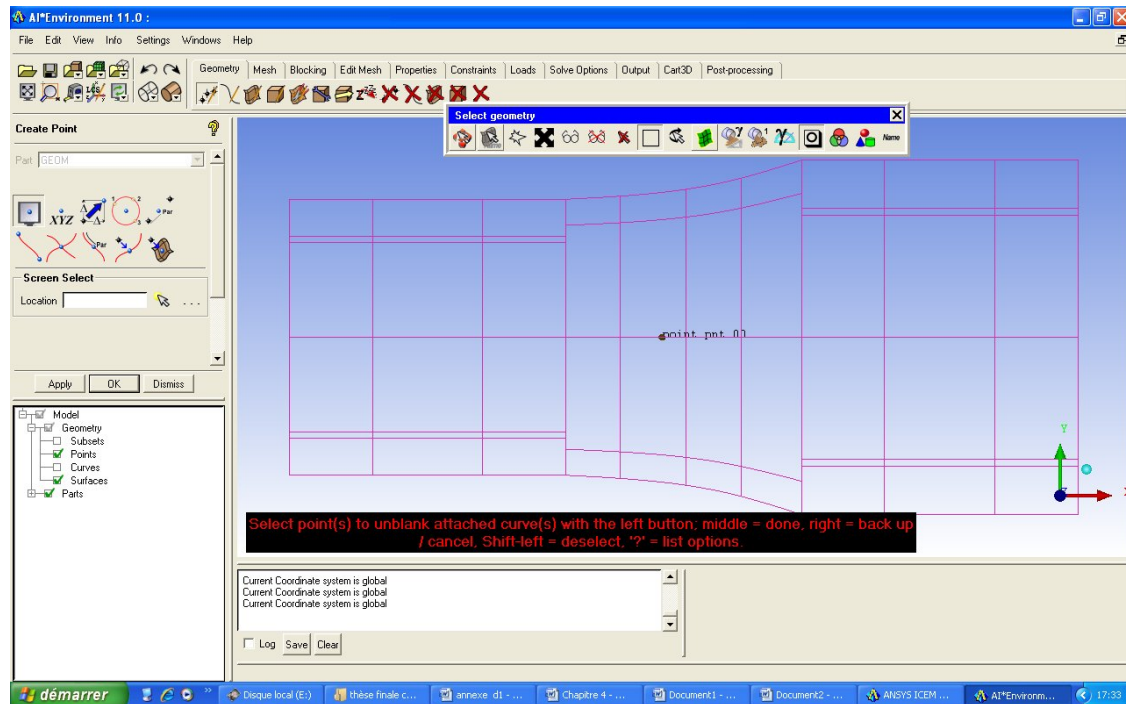 AI*Environment 11.0 :
File Edit View Info Settings Windows Help
Geometry Mesh Blocking Edit Mesh Properties Constraints Loads Solve Options Output Cart3D Post-processing
Select geometry
Name
Create Point
Part GEOM
XYZ
Par
Par
Screen Select
Location
...
Apply OK Dismiss
Model
Geometry
Subsets
Points
Curves
Surfaces
Parts
point pnt.01
Y
X
Select point(s) to unblank attached curve(s) with the left button; middle = done, right = back up
/ cancel, Shift-left = deselect, '?' = list options.
Current Coordinate system is global
Current Coordinate system is global
Current Coordinate system is global
Log Save Clear
démarrer Disque local (E:) thèse finale c... annexe d1 - ... Chapitre 4 - ... Document1 - ... Document2 - ... ANSYS ICEM ... AI*Environm... 17:33